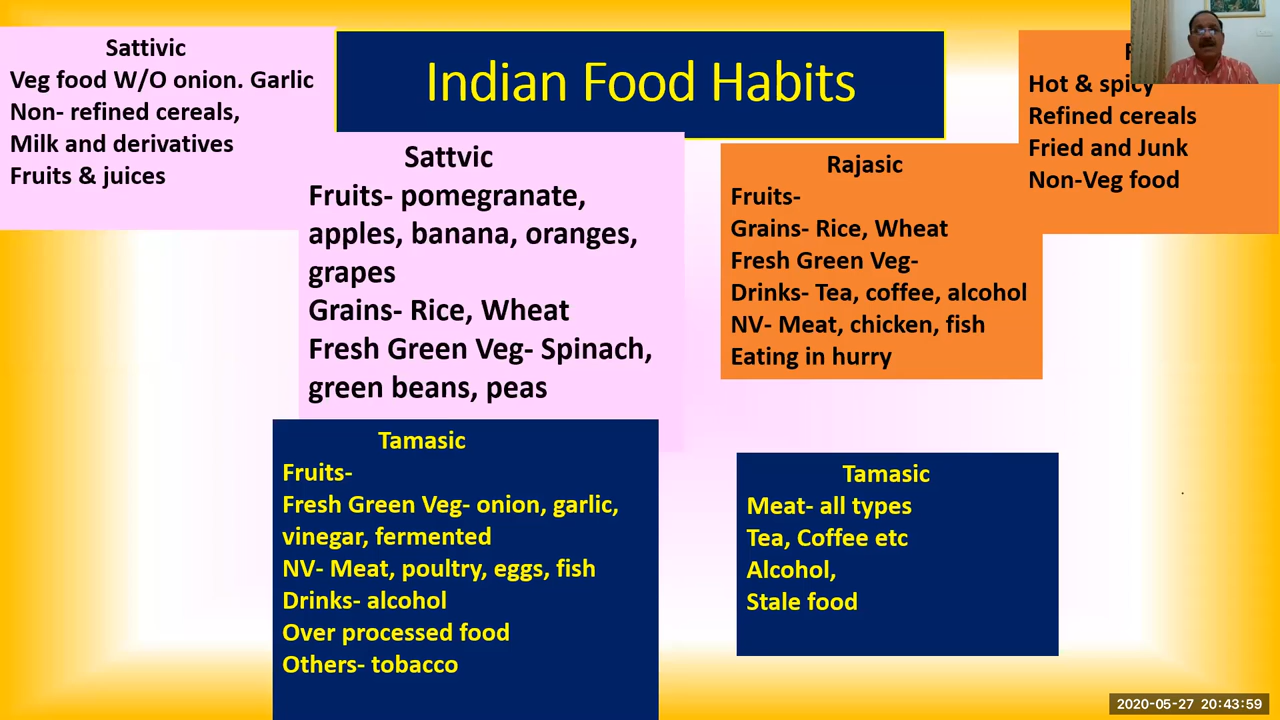 Indian Food Habits
Sattivic
Veg food W/O onion. Garlic
Non- refined cereals,
Milk and derivatives
Fruits & juices
Sattvic
Fruits- pomegranate,
apples, banana, oranges,
grapes
Grains- Rice, Wheat
Fresh Green Veg- Spinach,
green beans, peas
Rajasic
Fruits-
Grains- Rice, Wheat
Fresh Green Veg-
Drinks- Tea, coffee, alcohol
NV- Meat, chicken, fish
Eating in hurry
Hot & spicy
Refined cereals
Fried and Junk
Non-Veg food
Tamasic
Fruits-
Fresh Green Veg- onion, garlic,
vinegar, fermented
NV- Meat, poultry, eggs, fish
Drinks- alcohol
Over processed food
Others- tobacco
Tamasic
Meat- all types
Tea, Coffee etc
Alcohol,
Stale food
2020-05-27 20:43:59